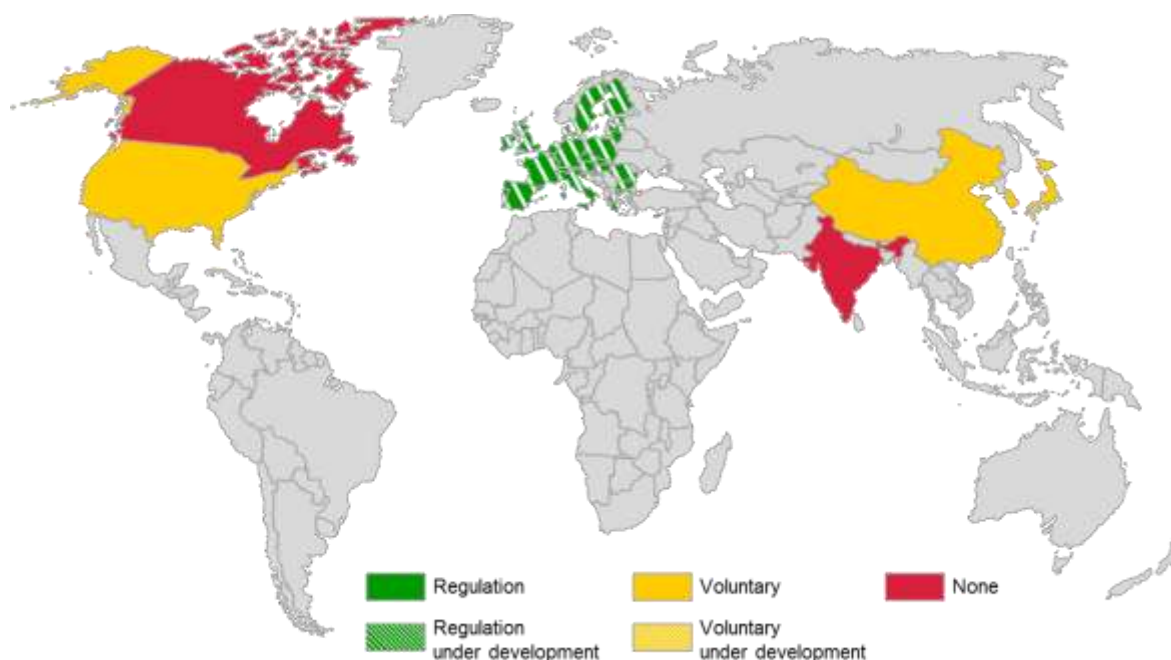 Regulation
Voluntary
None
Regulation
under development
Voluntary
under development